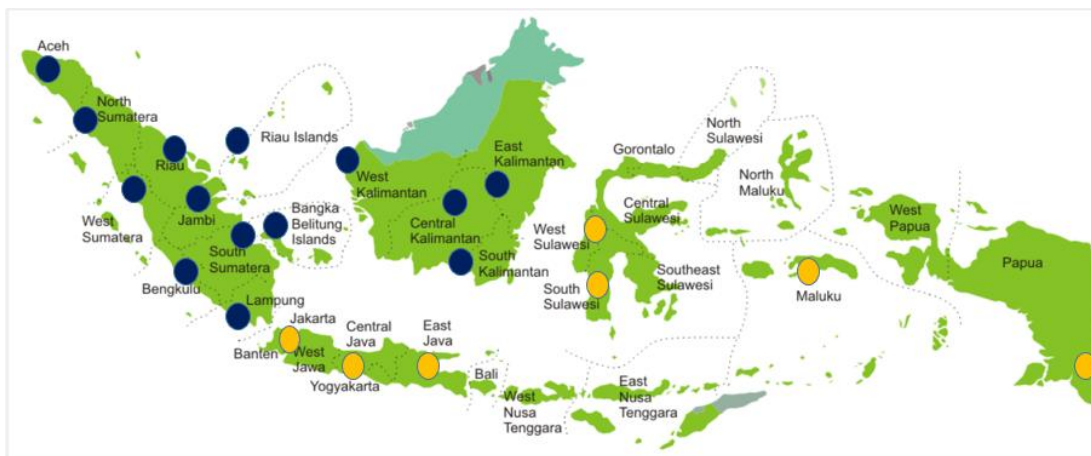 Aceh
North
Sumatera
Riau
Riau Islands
West
Sumatera
Jambi
Bangka
Belitung
Islands
South
Sumatera
Bengkulu
Lampung
West
Kalimantan
East
Kalimantan
Central
Kalimantan
South
Kalimantan
Gorontalo
North
Sulawesi
Central
Sulawesi
West
Sulawesi
South
Sulawesi
Southeast
Sulawesi
North
Maluku
Maluku
West
Papua
Papua
Jakarta
Banten
West
Jawa
Central
Java
Yogyakarta
East
Java
Bali
West
Nusa
Tenggara
East
Nusa
Tenggara